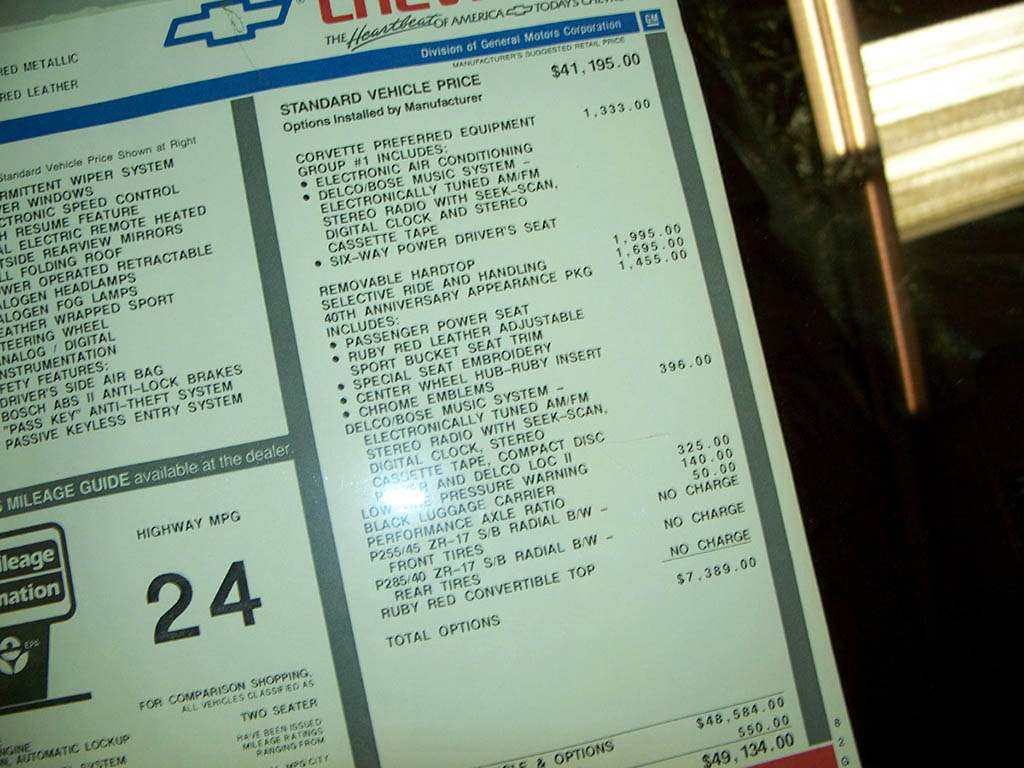 CHEV
THE Heartbeat OF AMERICA TODAY'S CHEVR
Division of General Motors Corporation GM
RED METALLIC
RED LEATHER
MANUFACTURER'S SUGGESTED RETAIL PRICE
STANDARD VEHICLE PRICE $41,195.00
Options Installed by Manufacturer
CORVETTE PREFERRED EQUIPMENT 1,333.00
GROUP #1 INCLUDES:
• ELECTRONIC AIR CONDITIONING
• DELCO/BOSE MUSIC SYSTEM –
ELECTRONICALLY TUNED AM/FM
STEREO RADIO WITH SEEK-SCAN,
DIGITAL CLOCK AND STEREO
CASSETTE TAPE
• SIX-WAY POWER DRIVER'S SEAT
REMOVABLE HARDTOP 1,995.00
SELECTIVE RIDE AND HANDLING 1,695.00
40TH ANNIVERSARY APPEARANCE PKG 1,455.00
INCLUDES:
• PASSENGER POWER SEAT
• RUBY RED LEATHER ADJUSTABLE
SPORT BUCKET SEAT TRIM
• SPECIAL SEAT EMBROIDERY
• CENTER WHEEL HUB-RUBY INSERT
• CHROME EMBLEMS
DELCO/BOSE MUSIC SYSTEM – 396.00
ELECTRONICALLY TUNED AM/FM
STEREO RADIO WITH SEEK-SCAN,
DIGITAL CLOCK, STEREO
CASSETTE TAPE, COMPACT DISC
AND DELCO LOC II
PRESSURE WARNING 325.00
BLACK LUGGAGE CARRIER 140.00
PERFORMANCE AXLE RATIO 50.00
P255/45 ZR-17 S/B RADIAL B/W – NO CHARGE
FRONT TIRES
P285/40 ZR-17 S/B RADIAL B/W – NO CHARGE
REAR TIRES
RUBY RED CONVERTIBLE TOP NO CHARGE
TOTAL OPTIONS $7,389.00
LE & OPTIONS $48,584.00
550.00
$49,134.00
Standard Vehicle Price Shown at Right
RMITTENT WIPER SYSTEM
ER WINDOWS
CTRONIC SPEED CONTROL
H RESUME FEATURE
AL ELECTRIC REMOTE HEATED
TSIDE REARVIEW MIRRORS
LL FOLDING ROOF
WER OPERATED RETRACTABLE
ALOGEN HEADLAMPS
ALOGEN FOG LAMPS
EATHER WRAPPED SPORT
TEERING WHEEL
NALOG / DIGITAL
NSTRUMENTATION
FETY FEATURES:
DRIVER'S SIDE AIR BAG
BOSCH ABS II ANTI-LOCK BRAKES
"PASS KEY" ANTI-THEFT SYSTEM
PASSIVE KEYLESS ENTRY SYSTEM
S MILEAGE GUIDE available at the dealer.
ileage
mation
EPA
HIGHWAY MPG
24
FOR COMPARISON SHOPPING,
ALL VEHICLES CLASSIFIED AS
TWO SEATER
HAVE BEEN ISSUED
MILEAGE RATINGS
RANGING FROM
MPG CITY
NGINE
N, AUTOMATIC LOCKUP
L SYSTEM
8
2